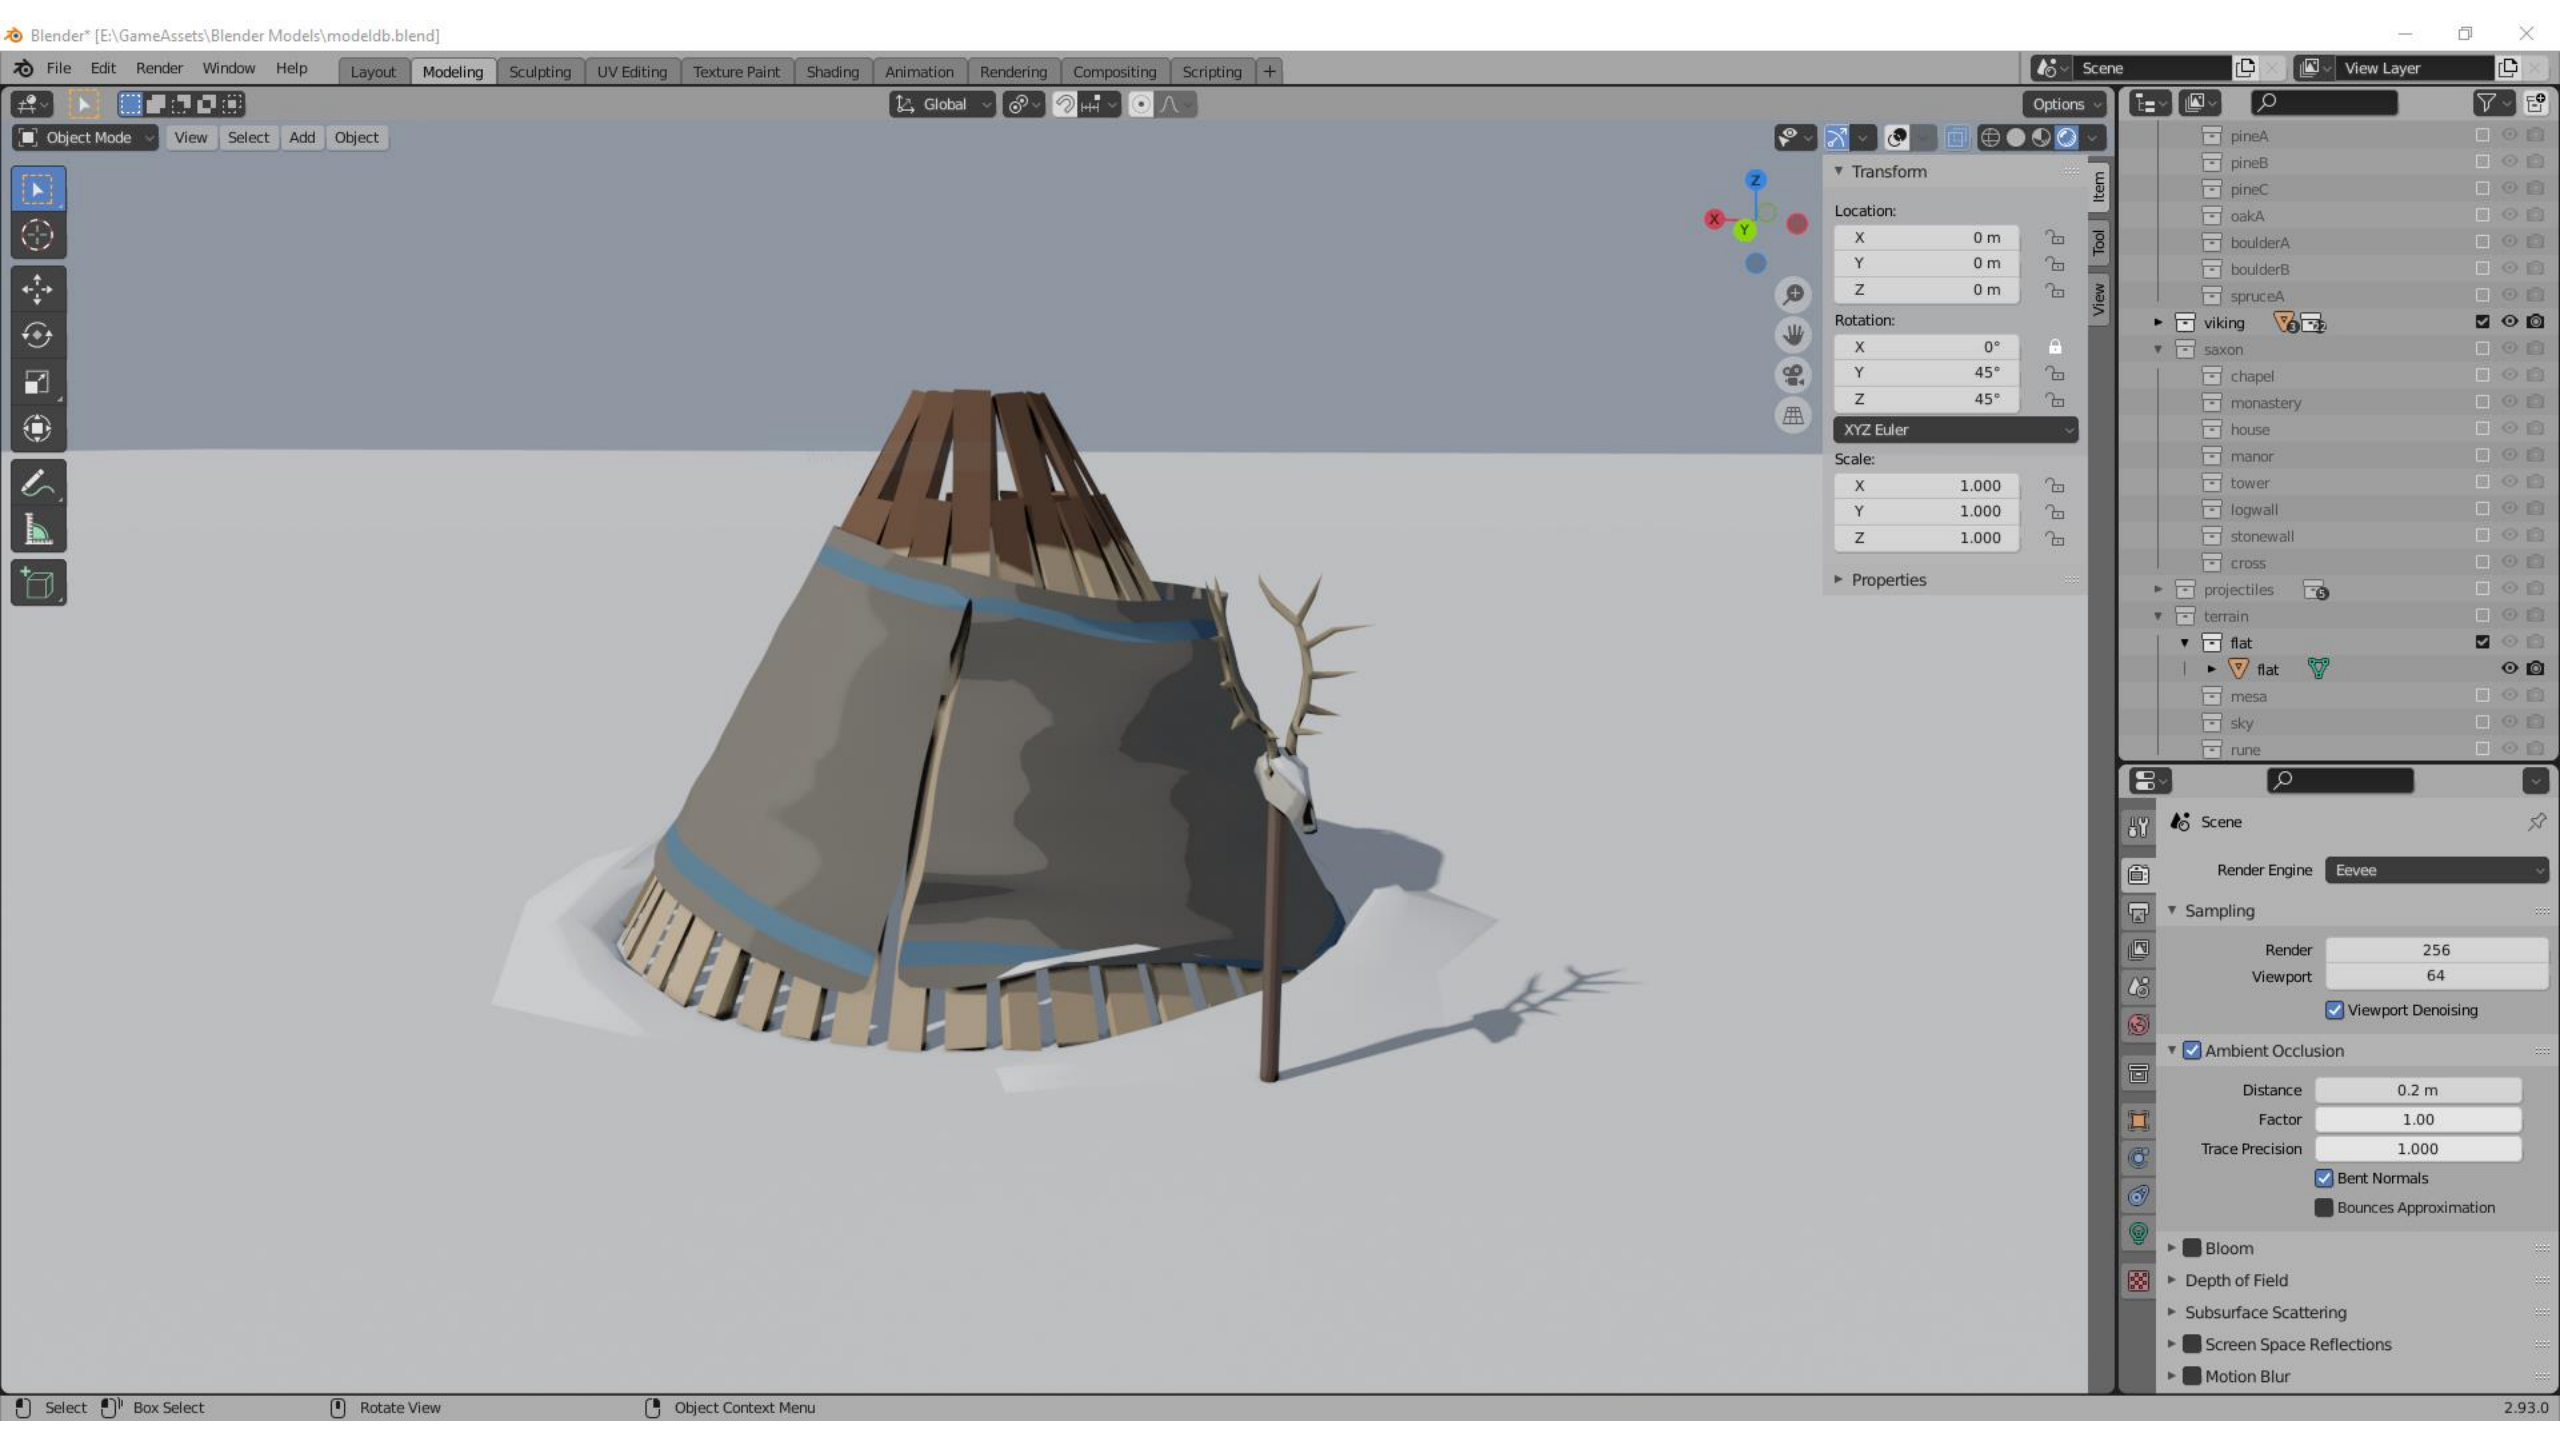 Blender* [E:\GameAssets\Blender Models\modeldb.blend]
File Edit Render Window Help Layout Modeling Sculpting UV Editing Texture Paint Shading Animation Rendering Compositing Scripting + Scene View Layer
Global Options
Object Mode View Select Add Object
Z
X
Y
Transform
Location:
X 0 m
Y 0 m
Z 0 m
Rotation:
X 0°
Y 45°
Z 45°
XYZ Euler
Scale:
X 1.000
Y 1.000
Z 1.000
Properties
Item
Tool
View
pineA
pineB
pineC
oakA
boulderA
boulderB
spruceA
viking 3 22
saxon
chapel
monastery
house
manor
tower
logwall
stonewall
cross
projectiles 5
terrain
flat
flat
mesa
sky
rune
Scene
Render Engine Eevee
Sampling
Render 256
Viewport 64
Viewport Denoising
Ambient Occlusion
Distance 0.2 m
Factor 1.00
Trace Precision 1.000
Bent Normals
Bounces Approximation
Bloom
Depth of Field
Subsurface Scattering
Screen Space Reflections
Motion Blur
Select Box Select Rotate View Object Context Menu 2.93.0